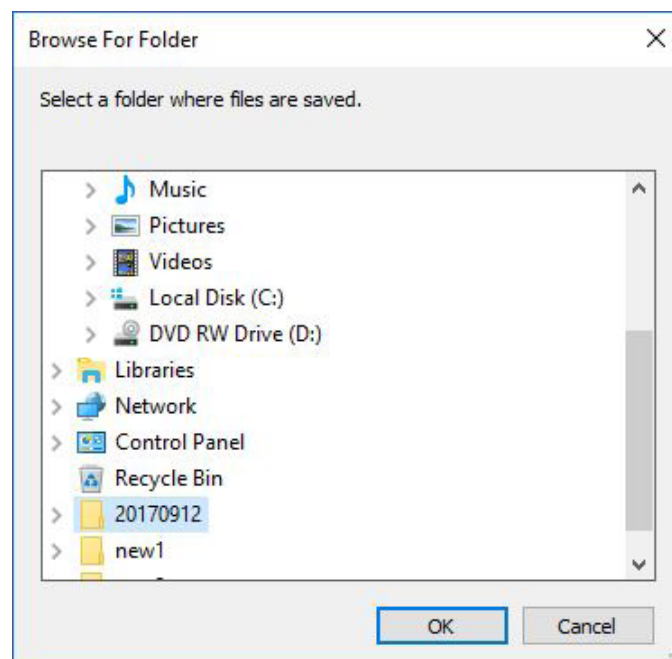 Browse For Folder
Select a folder where files are saved.
Music
Pictures
Videos
Local Disk (C:)
DVD RW Drive (D:)
Libraries
Network
Control Panel
Recycle Bin
20170912
new1
OK
Cancel